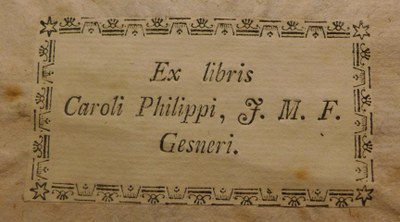 Ex libris
Caroli Philippi, J. M. F.
Gesneri.